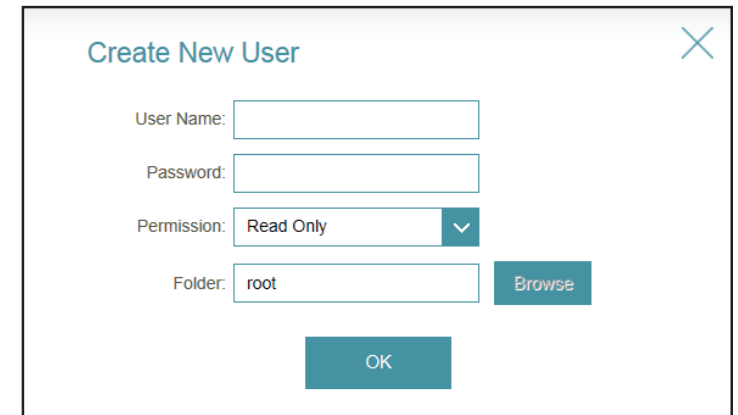 Create New User
User Name:
Password:
Permission: Read Only
Folder: root Browse
OK